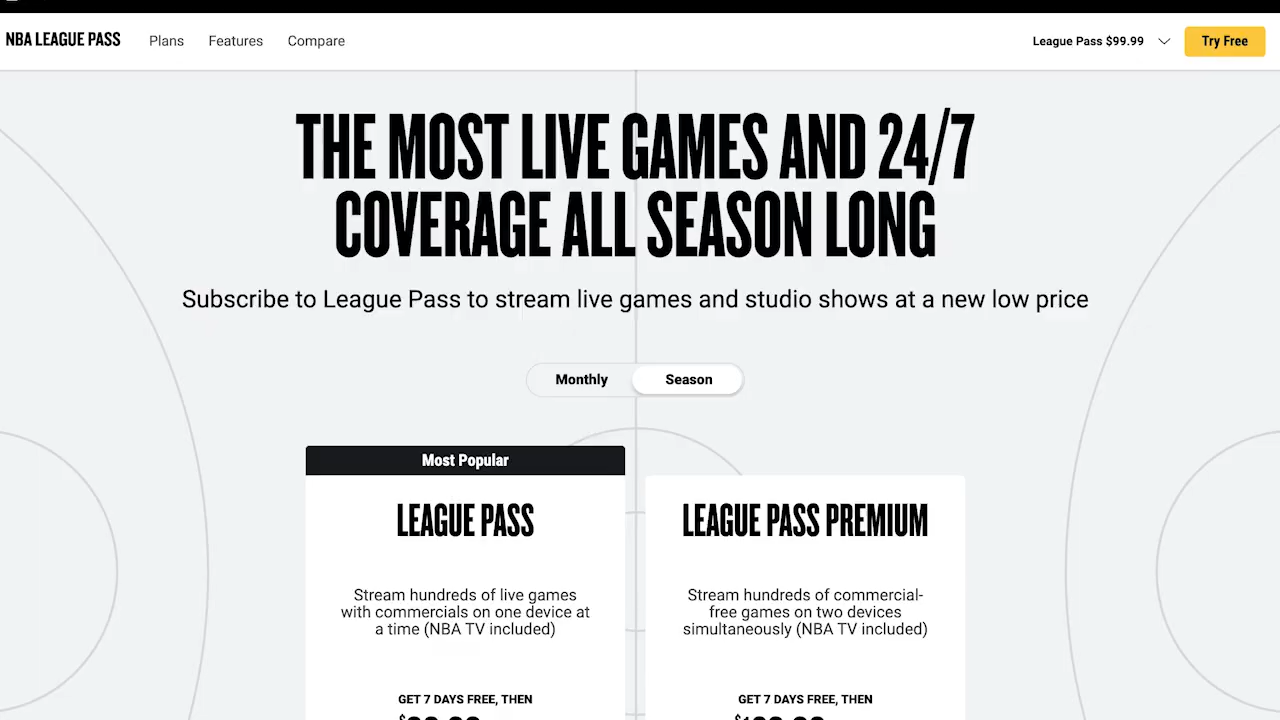 NBA LEAGUE PASS Plans Features Compare League Pass $99.99 Try Free
THE MOST LIVE GAMES AND 24/7
COVERAGE ALL SEASON LONG
Subscribe to League Pass to stream live games and studio shows at a new low price
Monthly Season
Most Popular
LEAGUE PASS
Stream hundreds of live games
with commercials on one device at
a time (NBA TV included)
GET 7 DAYS FREE, THEN
LEAGUE PASS PREMIUM
Stream hundreds of commercial-
free games on two devices
simultaneously (NBA TV included)
GET 7 DAYS FREE, THEN